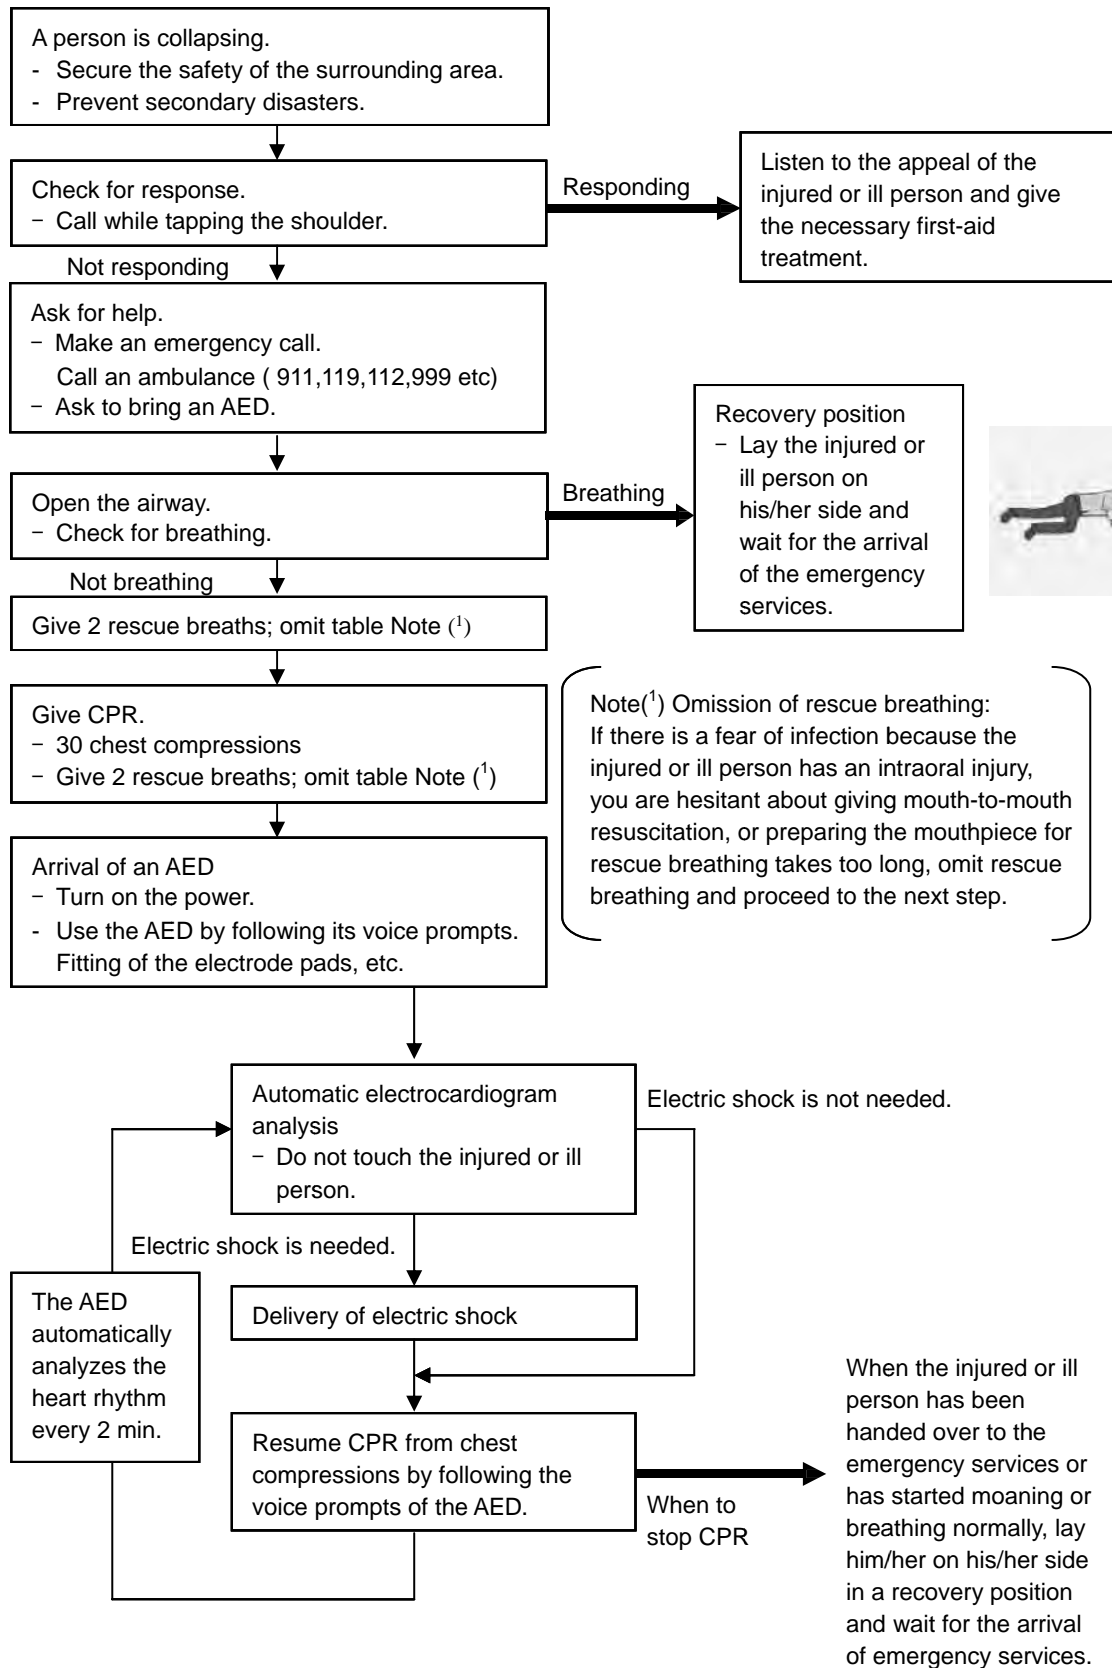 A person is collapsing.
- Secure the safety of the surrounding area.
- Prevent secondary disasters.
Check for response.
− Call while tapping the shoulder.
Responding
Listen to the appeal of the
injured or ill person and give
the necessary first-aid
treatment.
Not responding
Ask for help.
− Make an emergency call.
Call an ambulance ( 911,119,112,999 etc)
− Ask to bring an AED.
Open the airway.
− Check for breathing.
Breathing
Recovery position
− Lay the injured or
ill person on
his/her side and
wait for the arrival
of the emergency
services.
Not breathing
Give 2 rescue breaths; omit table Note (¹)
Give CPR.
− 30 chest compressions
− Give 2 rescue breaths; omit table Note (¹)
Note(¹) Omission of rescue breathing:
If there is a fear of infection because the
injured or ill person has an intraoral injury,
you are hesitant about giving mouth-to-mouth
resuscitation, or preparing the mouthpiece for
rescue breathing takes too long, omit rescue
breathing and proceed to the next step.
Arrival of an AED
− Turn on the power.
- Use the AED by following its voice prompts.
Fitting of the electrode pads, etc.
Automatic electrocardiogram
analysis
− Do not touch the injured or ill
person.
Electric shock is not needed.
Electric shock is needed.
Delivery of electric shock
The AED
automatically
analyzes the
heart rhythm
every 2 min.
Resume CPR from chest
compressions by following the
voice prompts of the AED.
When to
stop CPR
When the injured or ill
person has been
handed over to the
emergency services or
has started moaning or
breathing normally, lay
him/her on his/her side
in a recovery position
and wait for the arrival
of emergency services.